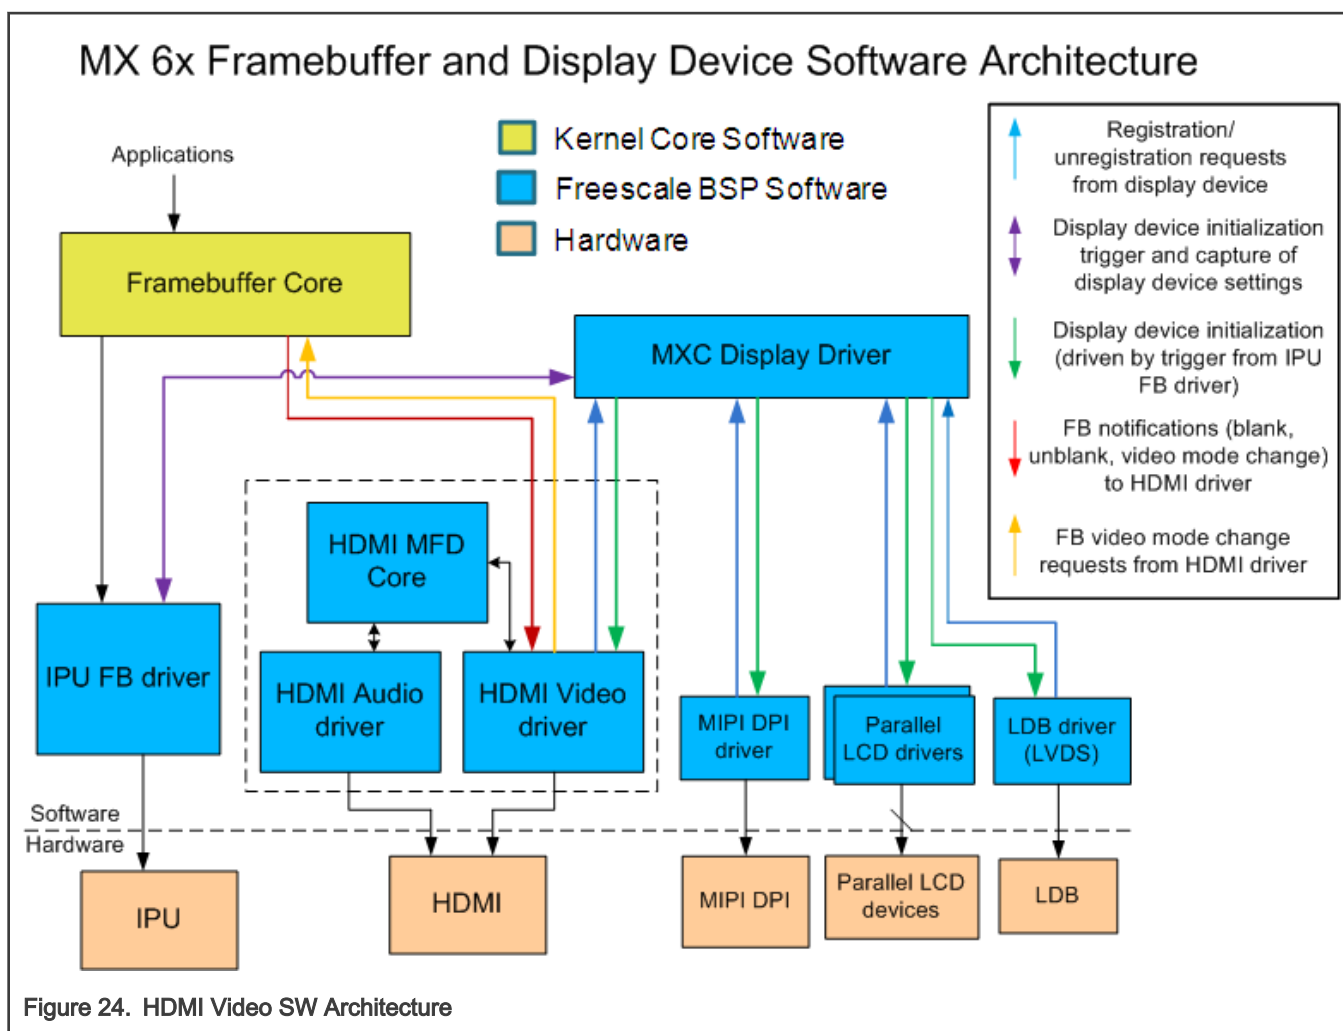 MX 6x Framebuffer and Display Device Software Architecture
Kernel Core Software
Freescale BSP Software
Hardware
Applications
Framebuffer Core
MXC Display Driver
Registration/
unregistration requests
from display device
Display device initialization
trigger and capture of
display device settings
Display device initialization
(driven by trigger from IPU
FB driver)
FB notifications (blank,
unblank, video mode change)
to HDMI driver
FB video mode change
requests from HDMI driver
HDMI MFD
Core
IPU FB driver
HDMI Audio
driver
HDMI Video
driver
MIPI DPI
driver
Parallel
LCD drivers
LDB driver
(LVDS)
Software
Hardware
IPU
HDMI
MIPI DPI
Parallel LCD
devices
LDB
Figure 24. HDMI Video SW Architecture